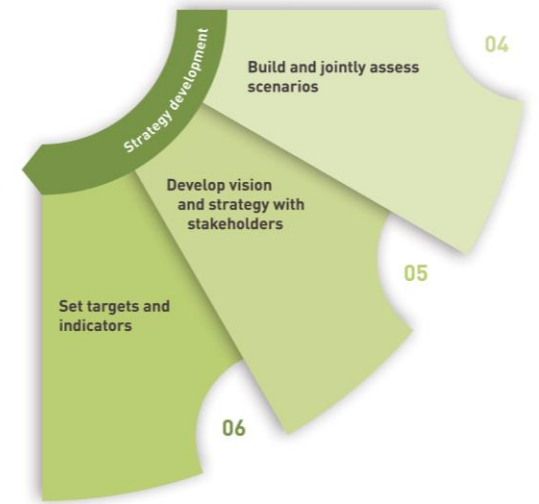 Strategy development
04
Build and jointly assess
scenarios
Develop vision
and strategy with
stakeholders
05
Set targets and
indicators
06